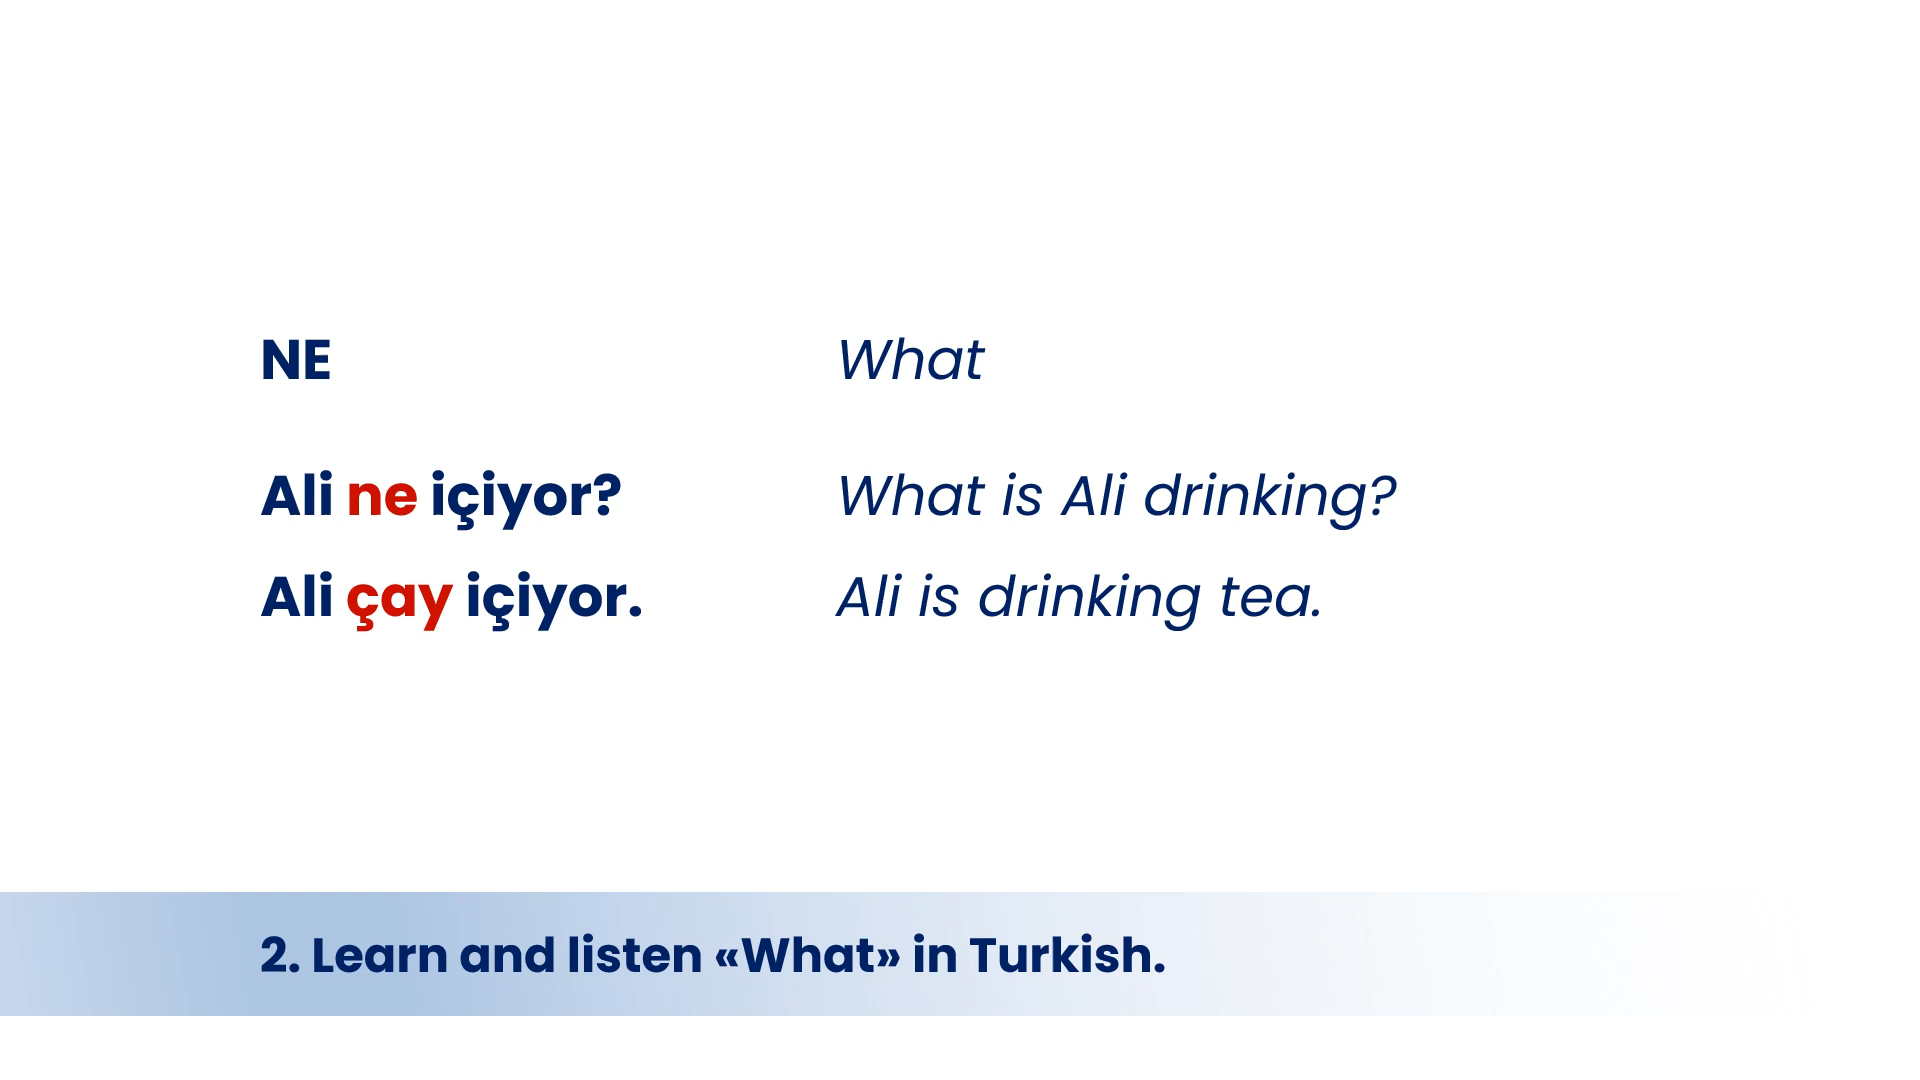 NE What
Ali ne içiyor? What is Ali drinking?
Ali çay içiyor. Ali is drinking tea.
2. Learn and listen «What» in Turkish.